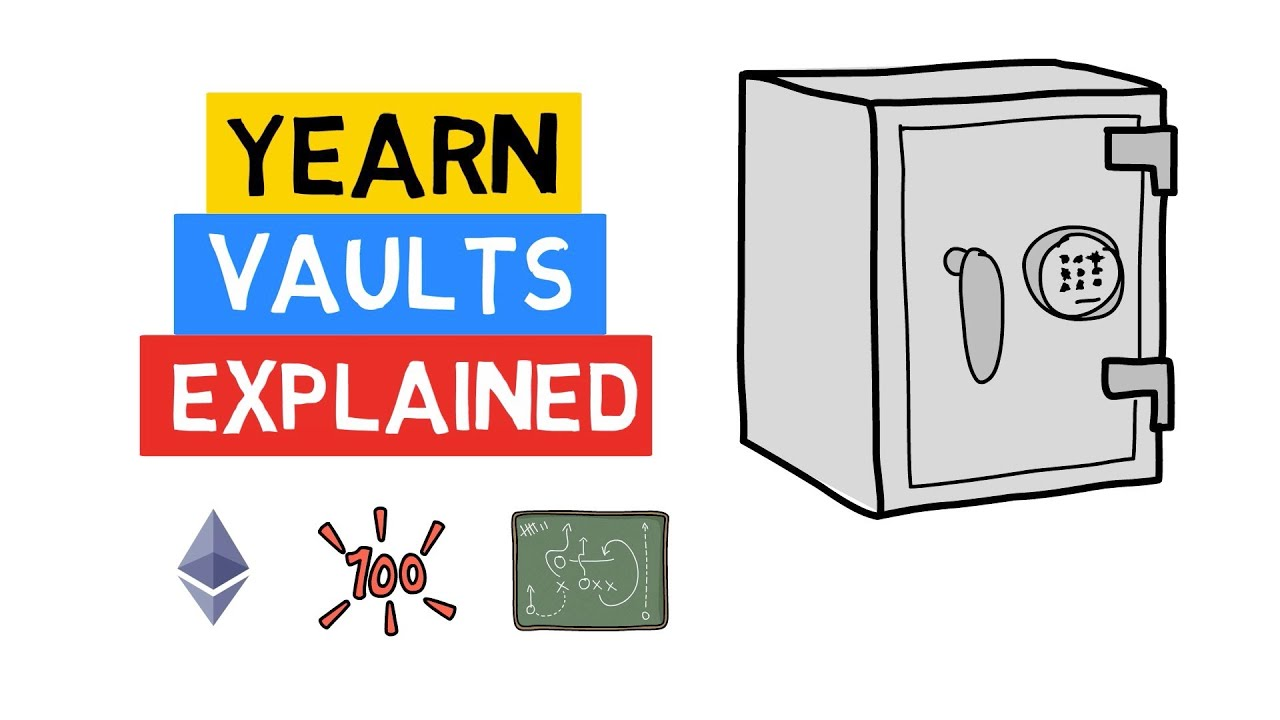 YEARN
VAULTS
EXPLAINED
100